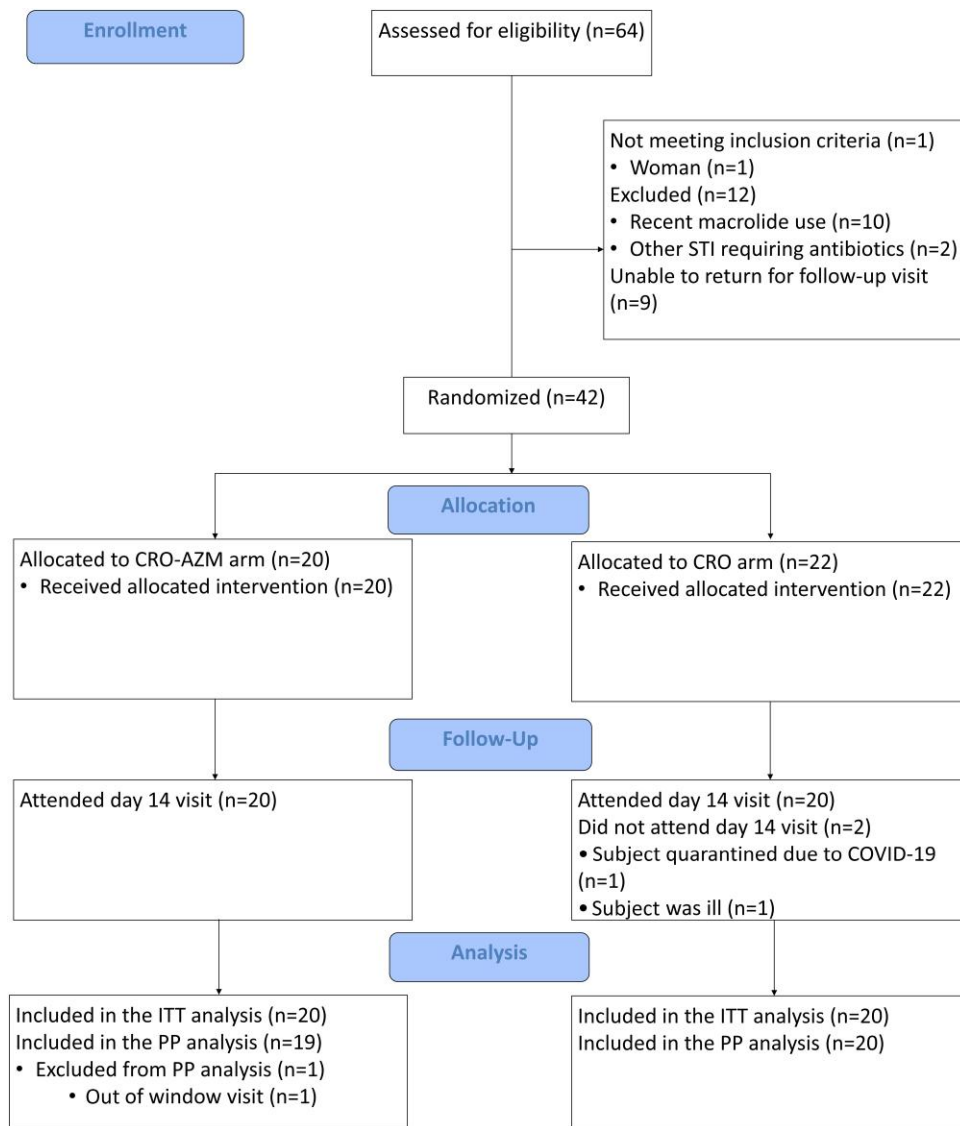 Enrollment
Assessed for eligibility (n=64)
Not meeting inclusion criteria (n=1)
• Woman (n=1)
Excluded (n=12)
• Recent macrolide use (n=10)
• Other STI requiring antibiotics (n=2)
Unable to return for follow-up visit
(n=9)
Randomized (n=42)
Allocation
Allocated to CRO-AZM arm (n=20)
• Received allocated intervention (n=20)
Allocated to CRO arm (n=22)
• Received allocated intervention (n=22)
Follow-Up
Attended day 14 visit (n=20)
Attended day 14 visit (n=20)
Did not attend day 14 visit (n=2)
• Subject quarantined due to COVID-19
(n=1)
• Subject was ill (n=1)
Analysis
Included in the ITT analysis (n=20)
Included in the PP analysis (n=19)
• Excluded from PP analysis (n=1)
• Out of window visit (n=1)
Included in the ITT analysis (n=20)
Included in the PP analysis (n=20)